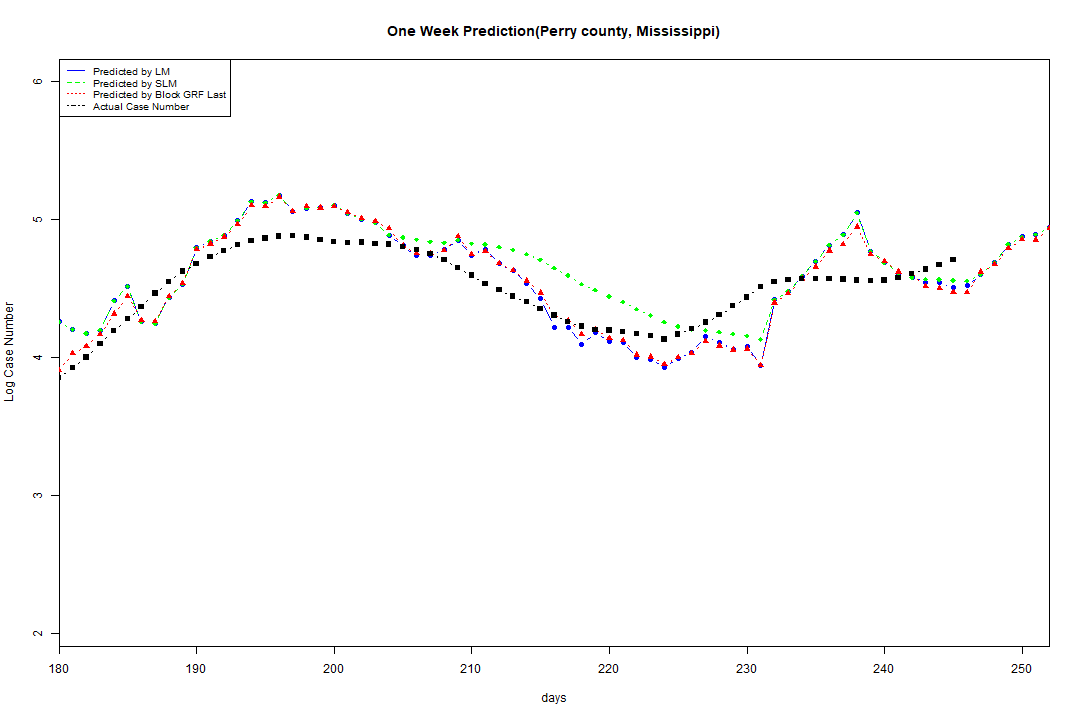 One Week Prediction(Perry county, Mississippi)
Predicted by LM
Predicted by SLM
Predicted by Block GRF Last
Actual Case Number
6
5
4
3
2
Log Case Number
180 190 200 210 220 230 240 250
days